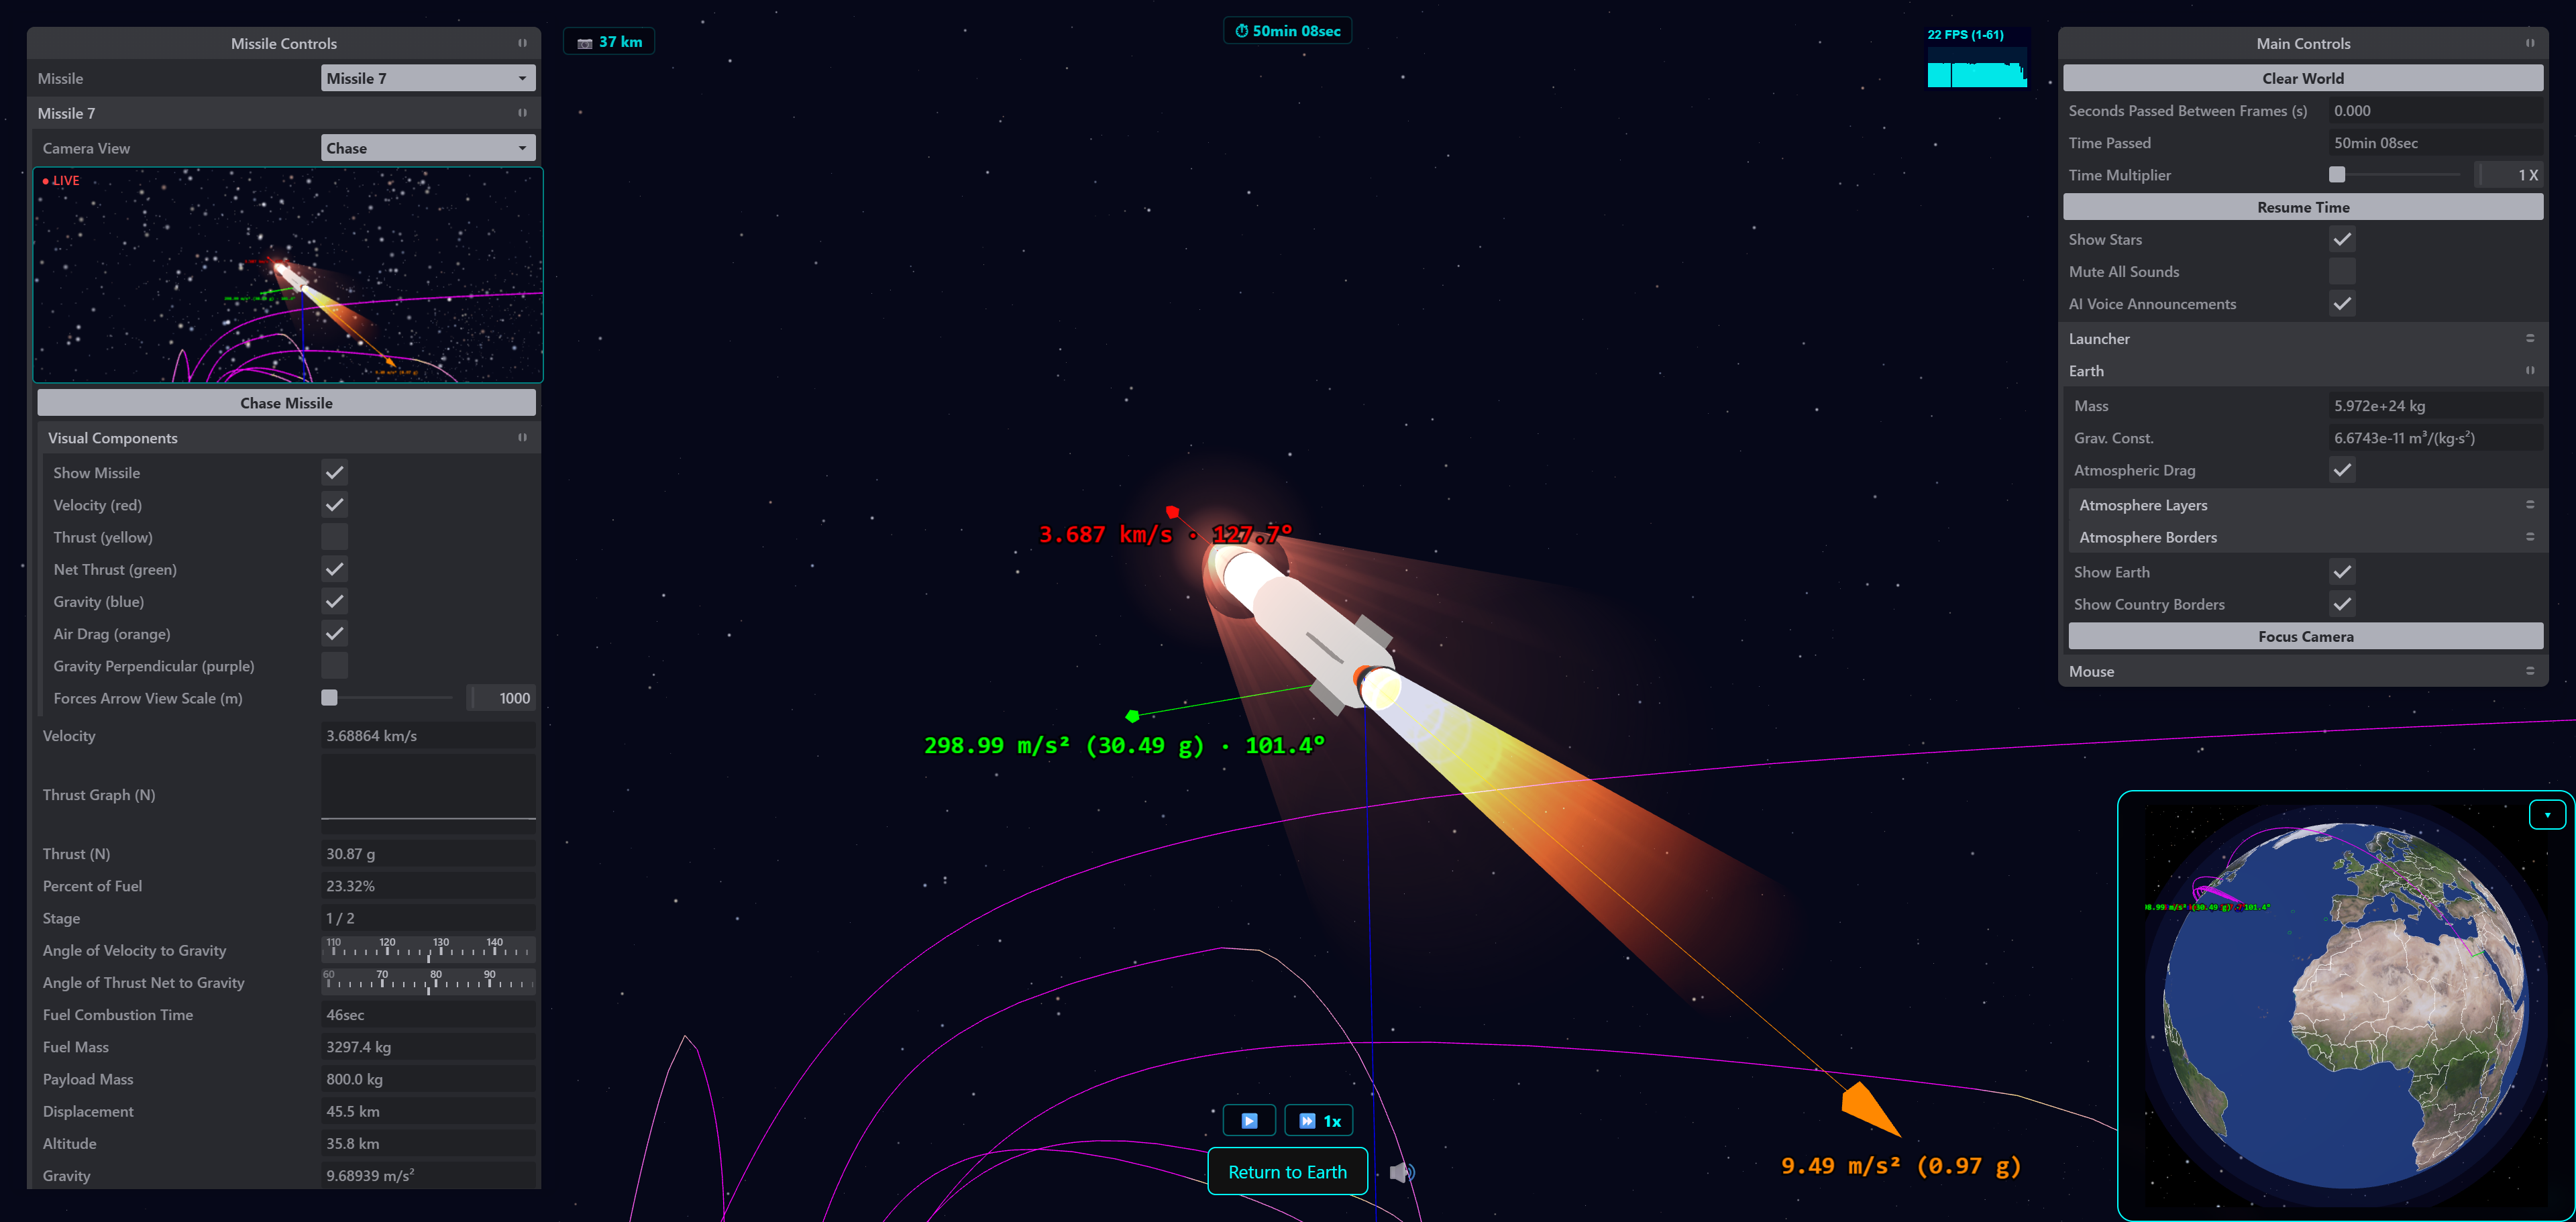 Missile Controls
Missile
Missile 7
Missile 7
Camera View
Chase
LIVE
Chase Missile
Visual Components
Show Missile
Velocity (red)
Thrust (yellow)
Net Thrust (green)
Gravity (blue)
Air Drag (orange)
Gravity Perpendicular (purple)
Forces Arrow View Scale (m)
1000
Velocity
3.68864 km/s
Thrust Graph (N)
Thrust (N)
30.87 g
Percent of Fuel
23.32%
Stage
1 / 2
Angle of Velocity to Gravity
110 120 130 140
Angle of Thrust Net to Gravity
60 70 80 90
Fuel Combustion Time
46sec
Fuel Mass
3297.4 kg
Payload Mass
800.0 kg
Displacement
45.5 km
Altitude
35.8 km
Gravity
9.68939 m/s²
37 km
50min 08sec
22 FPS (1-61)
3.687 km/s · 127.7°
298.99 m/s² (30.49 g) · 101.4°
9.49 m/s² (0.97 g)
1x
Return to Earth
Main Controls
Clear World
Seconds Passed Between Frames (s)
0.000
Time Passed
50min 08sec
Time Multiplier
1 X
Resume Time
Show Stars
Mute All Sounds
AI Voice Announcements
Launcher
Earth
Mass
5.972e+24 kg
Grav. Const.
6.6743e-11 m³/(kg·s²)
Atmospheric Drag
Atmosphere Layers
Atmosphere Borders
Show Earth
Show Country Borders
Focus Camera
Mouse